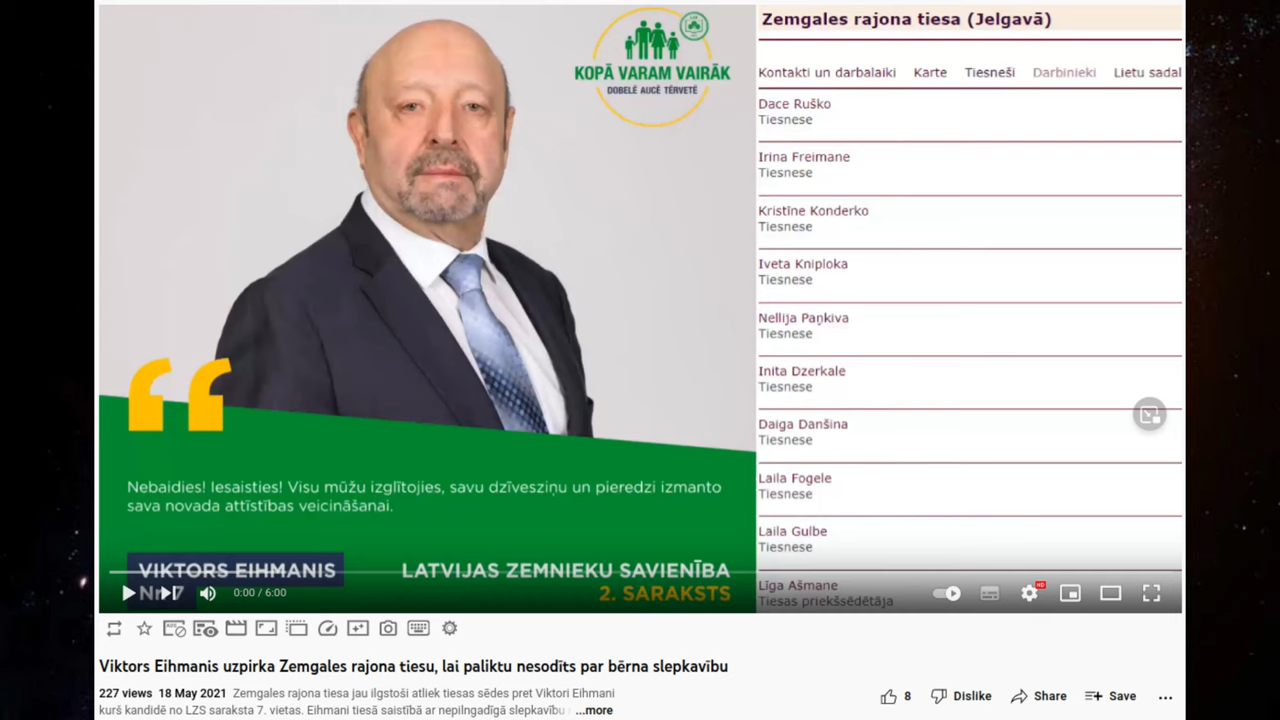 KOPĀ VARAM VAIRĀK
DOBELĒ AUCĒ TĒRVETĒ
Nebaidies! Iesaisties! Visu mūžu izglītojies, savu dzīvesziņu un pieredzi izmanto
sava novada attīstības veicināšanai.
VIKTORS EIHMANIS
LATVIJAS ZEMNIEKU SAVIENĪBA
2. SARAKSTS
Zemgales rajona tiesa (Jelgavā)
Kontakti un darbalaiki Karte Tiesneši Darbinieki Lietu sadal
Dace Ruško
Tiesnese
Irina Freimane
Tiesnese
Kristīne Konderko
Tiesnese
Iveta Kniploka
Tiesnese
Nellija Paņkiva
Tiesnese
Inita Dzerkale
Tiesnese
Daiga Danšina
Tiesnese
Laila Fogele
Tiesnese
Laila Gulbe
Tiesnese
Līga Ašmane
Tiesas priekšsēdētāja
0:00 / 6:00
HD
Viktors Eihmanis uzpirka Zemgales rajona tiesu, lai paliktu nesodīts par bērna slepkavību
227 views 18 May 2021 Zemgales rajona tiesa jau ilgstoši atliek tiesas sēdes pret Viktori Eihmani
kurš kandidē no LZS saraksta 7. vietas. Eihmani tiesā saistībā ar nepilngadīgā slepkavību ...more
8 Dislike Share Save